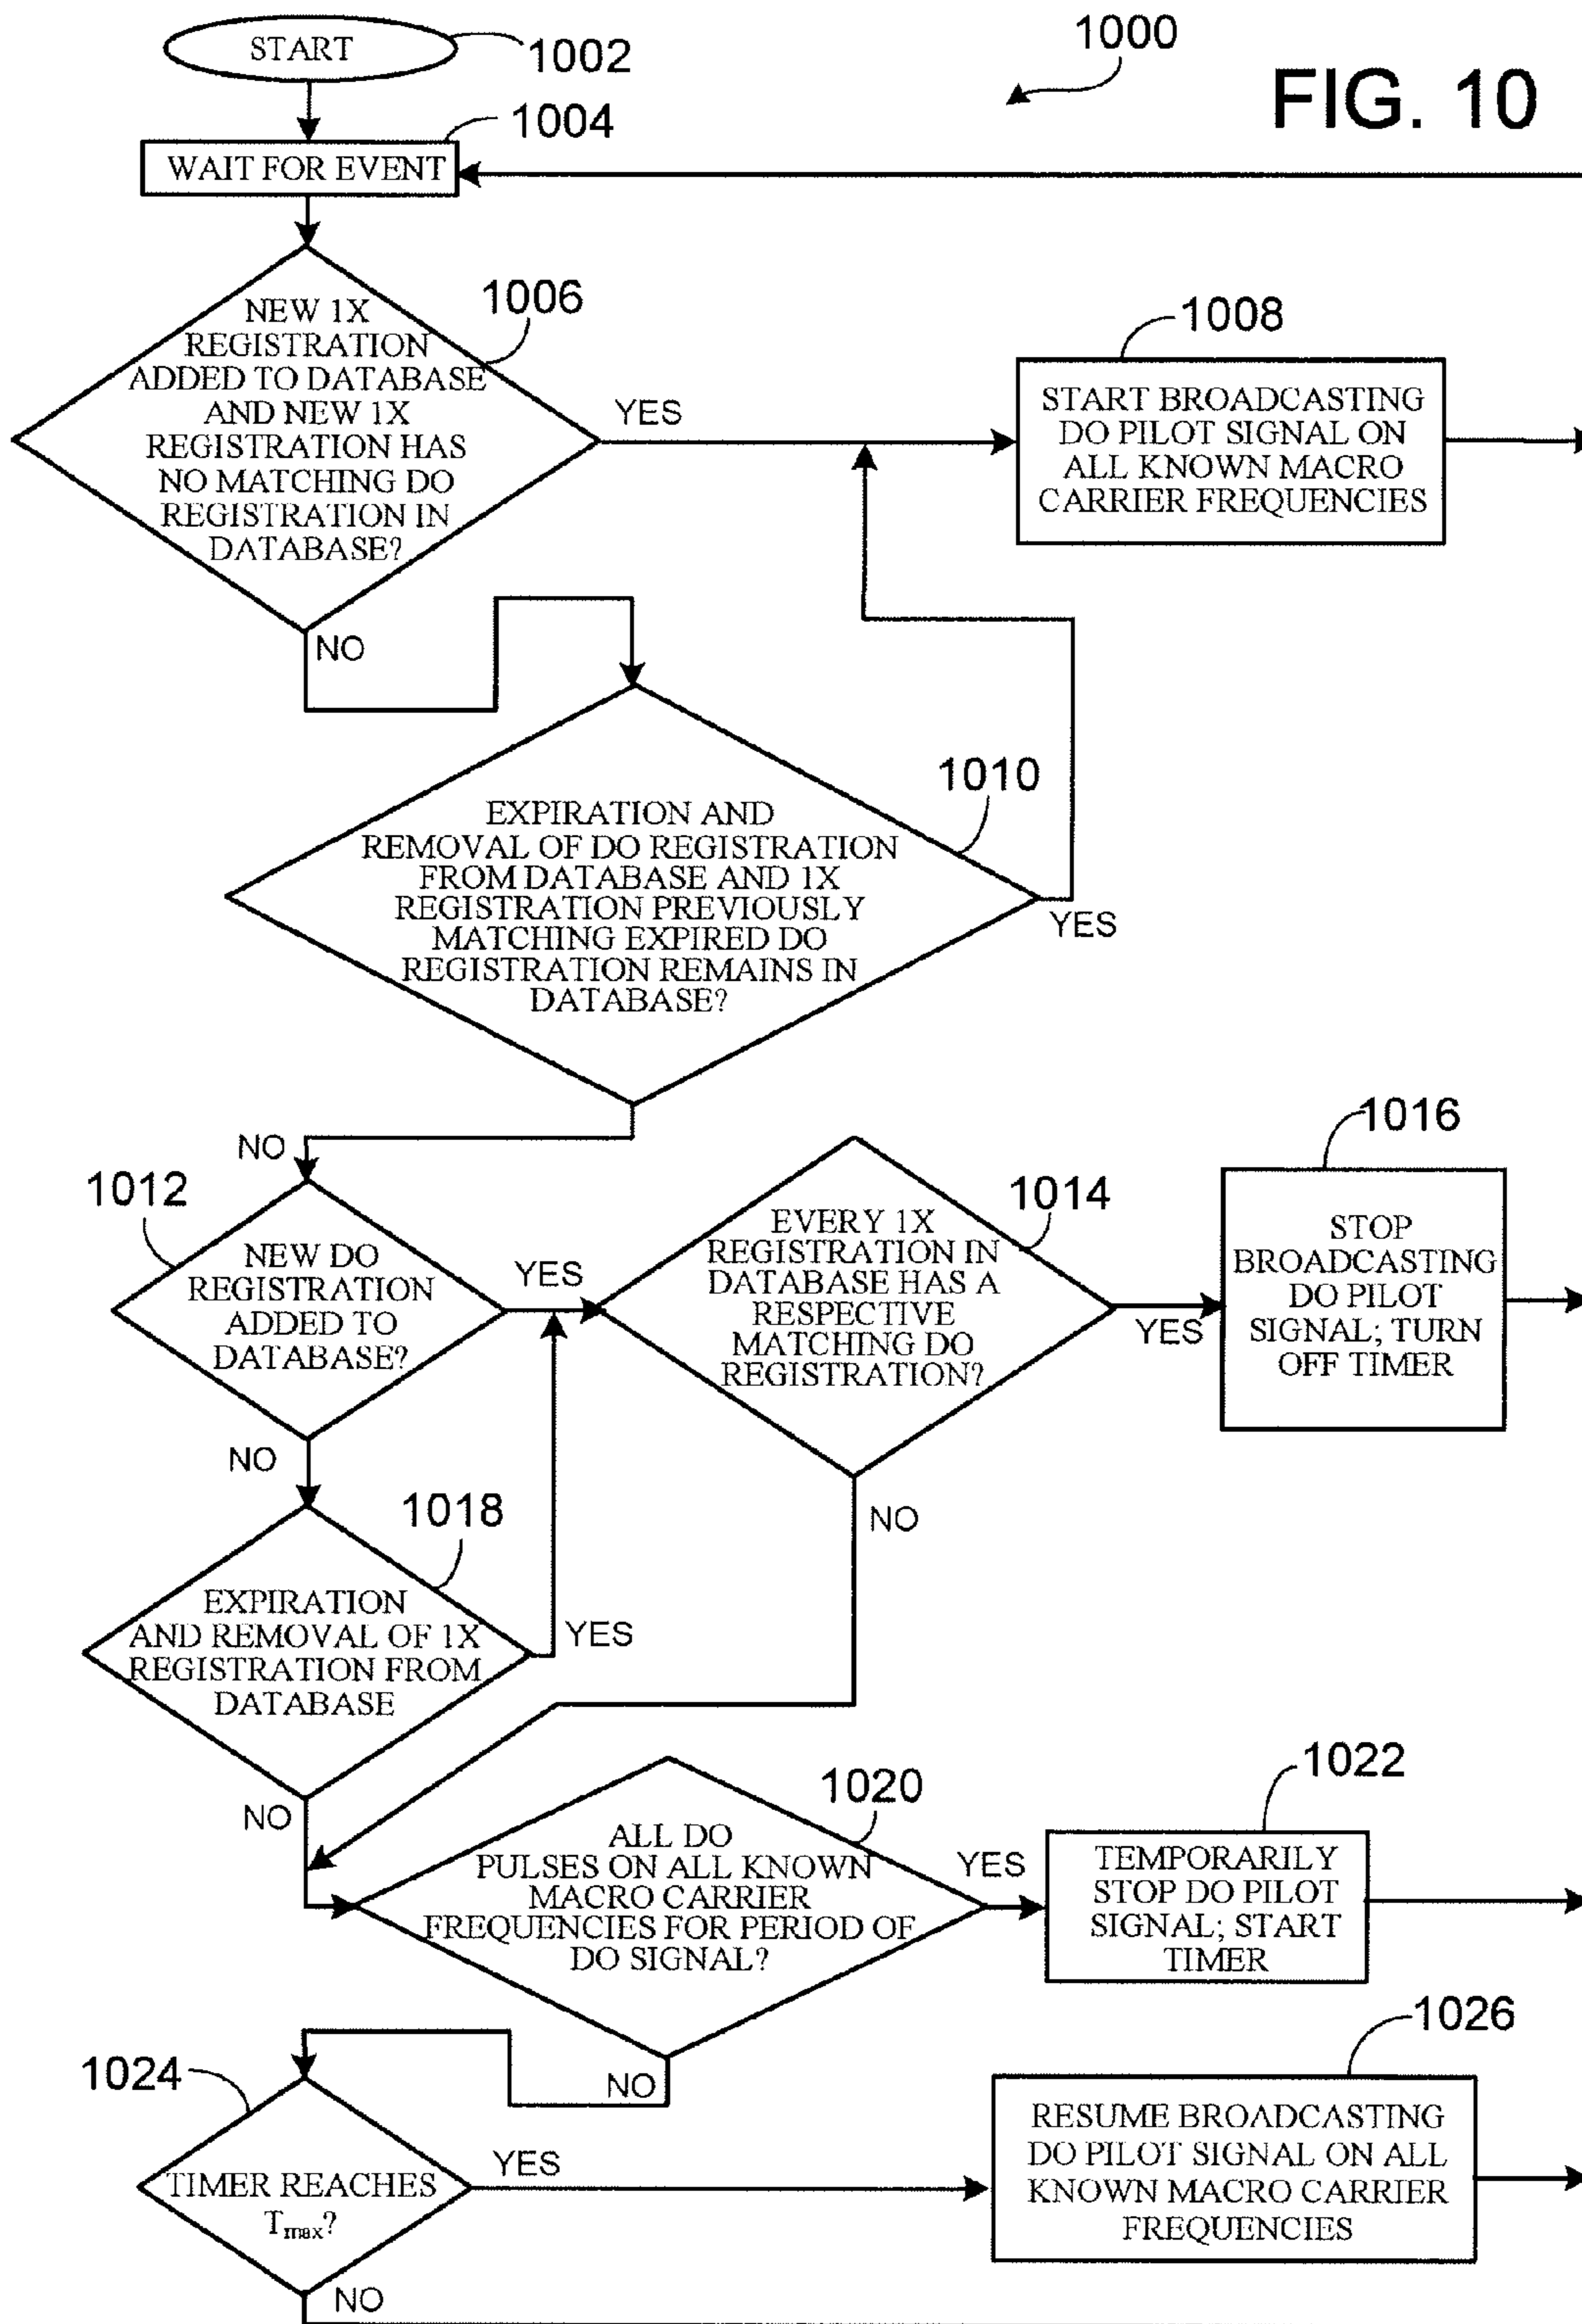 1000
FIG. 10
START
1002
1004
WAIT FOR EVENT
1006
NEW 1X
REGISTRATION
ADDED TO DATABASE
AND NEW 1X
REGISTRATION HAS
NO MATCHING DO
REGISTRATION IN
DATABASE?
YES
NO
1008
START BROADCASTING
DO PILOT SIGNAL ON
ALL KNOWN MACRO
CARRIER FREQUENCIES
1010
EXPIRATION AND
REMOVAL OF DO REGISTRATION
FROM DATABASE AND 1X
REGISTRATION PREVIOUSLY
MATCHING EXPIRED DO
REGISTRATION REMAINS IN
DATABASE?
YES
NO
1012
NEW DO
REGISTRATION
ADDED TO
DATABASE?
YES
NO
1014
EVERY 1X
REGISTRATION IN
DATABASE HAS A
RESPECTIVE
MATCHING DO
REGISTRATION?
YES
NO
1016
STOP
BROADCASTING
DO PILOT
SIGNAL; TURN
OFF TIMER
1018
EXPIRATION
AND REMOVAL OF 1X
REGISTRATION FROM
DATABASE
YES
NO
1020
ALL DO
PULSES ON ALL KNOWN
MACRO CARRIER
FREQUENCIES FOR PERIOD OF
DO SIGNAL?
YES
NO
1022
TEMPORARILY
STOP DO PILOT
SIGNAL; START
TIMER
1024
TIMER REACHES
Tmax?
YES
NO
1026
RESUME BROADCASTING
DO PILOT SIGNAL ON ALL
KNOWN MACRO CARRIER
FREQUENCIES